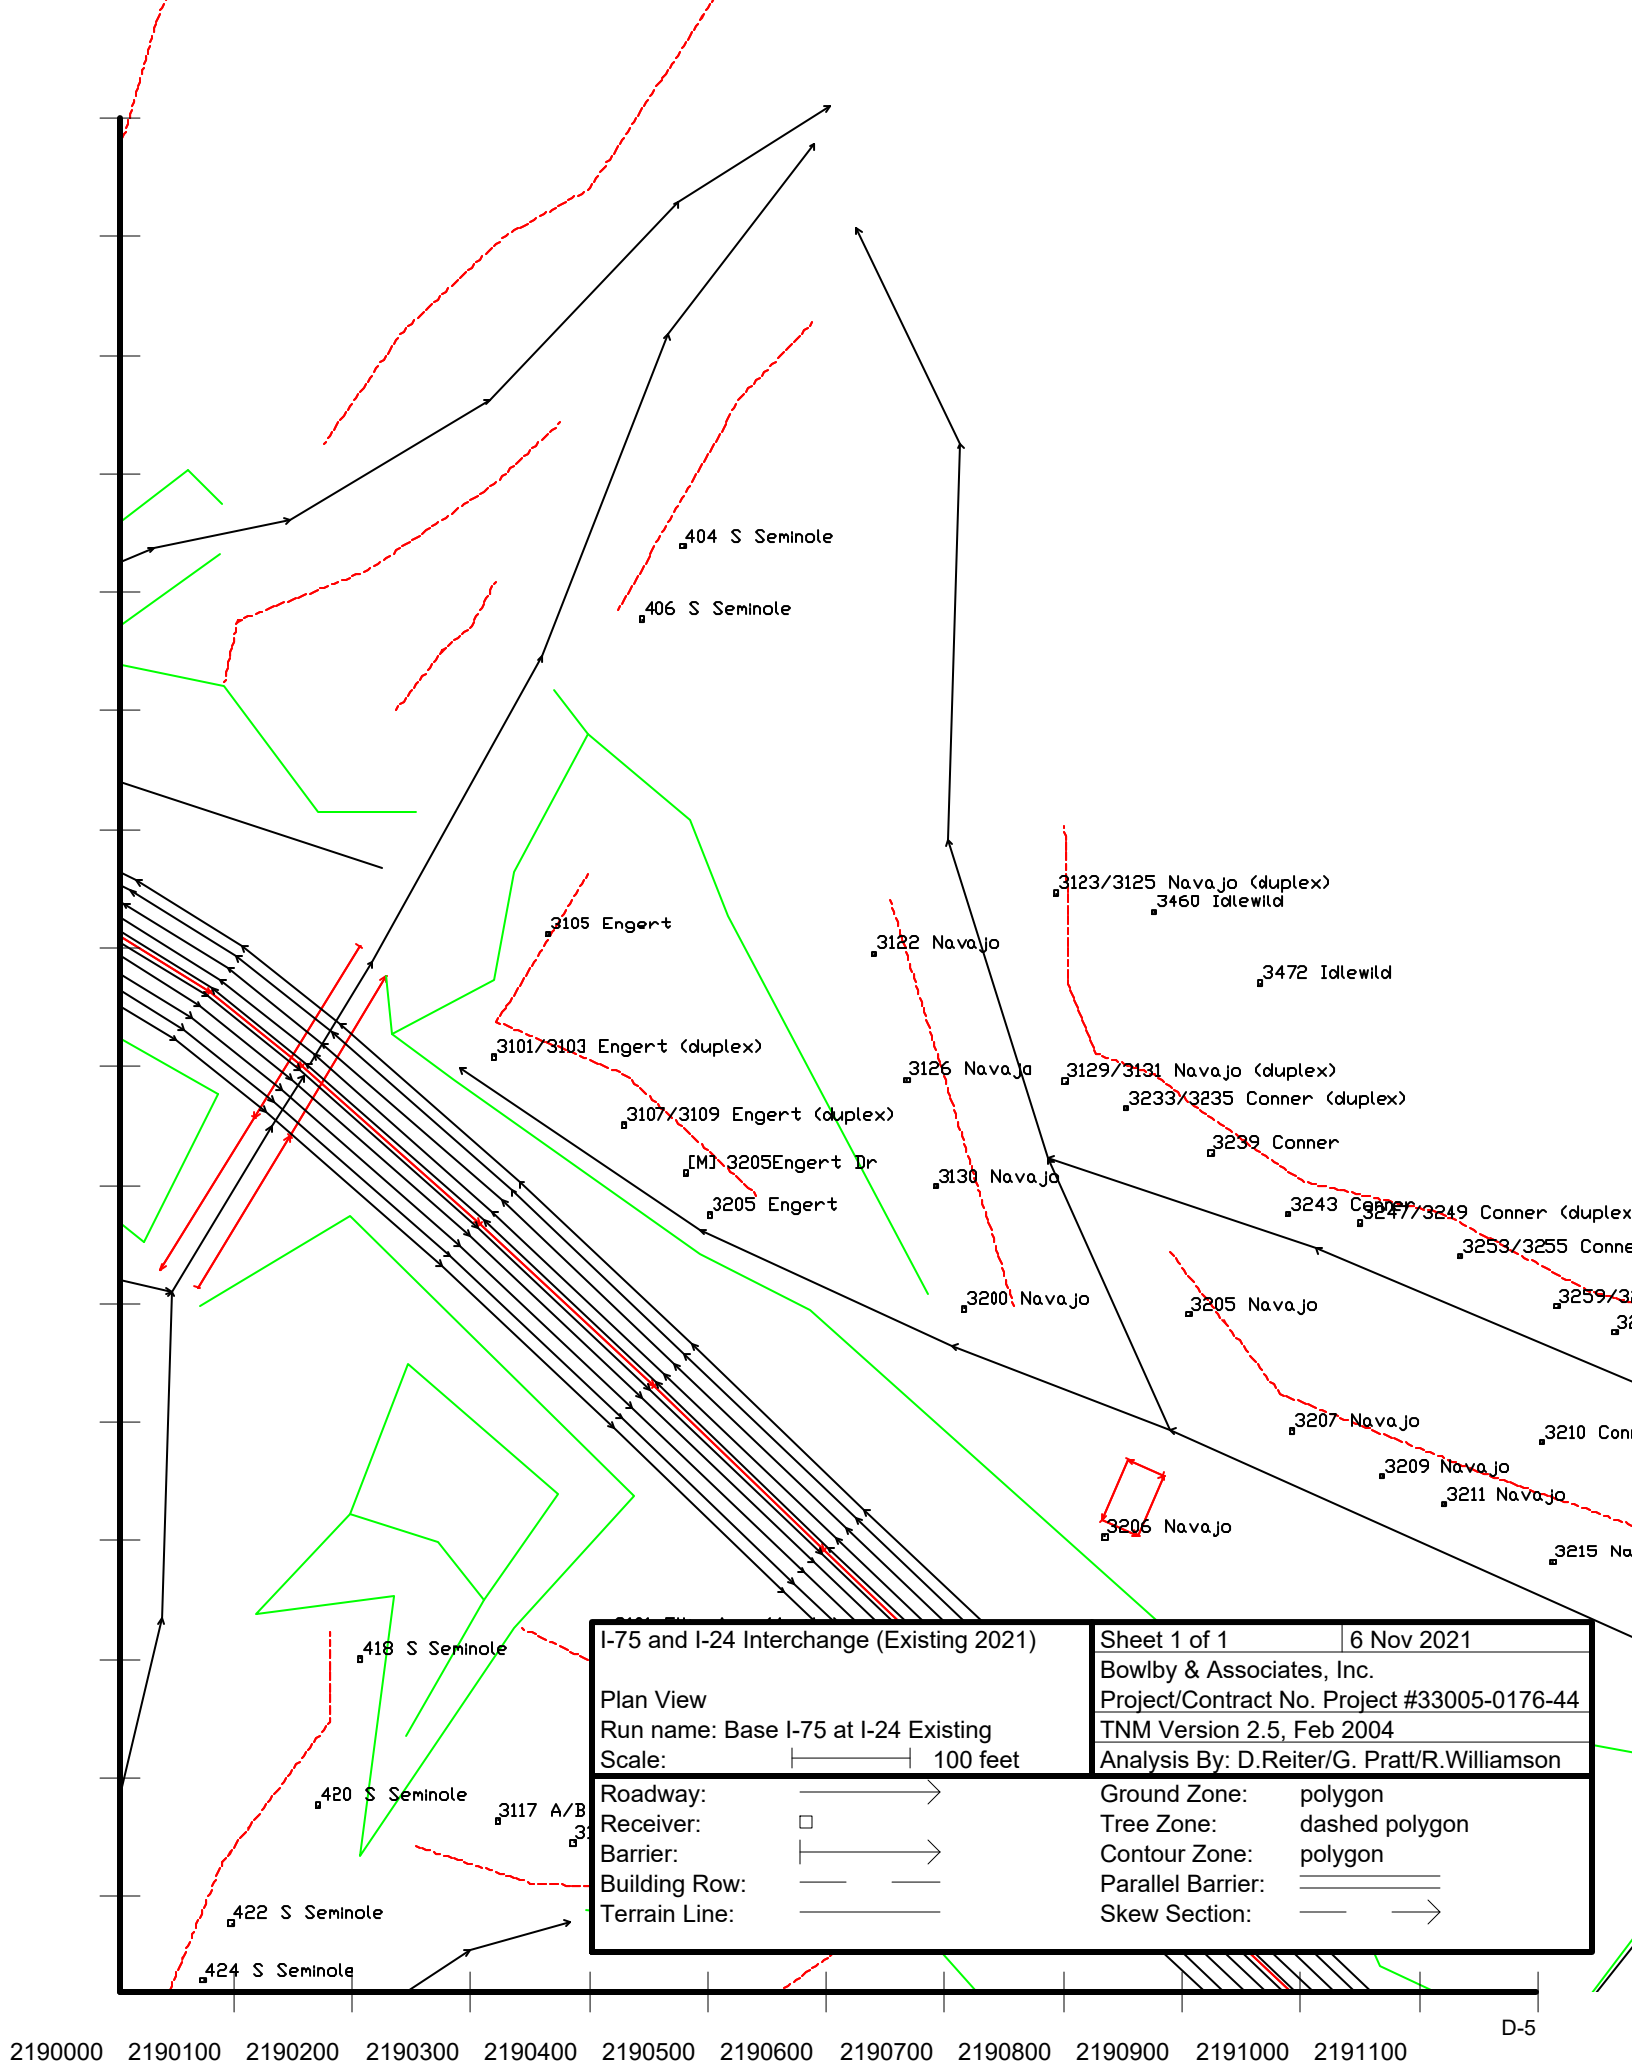 404 S Seminole
406 S Seminole
3123/3125 Navajo (duplex)
3460 Idlewild
3105 Engert
3122 Navajo
3472 Idlewild
3101/3103 Engert (duplex)
3126 Navajo
3129/3131 Navajo (duplex)
3233/3235 Conner (duplex)
3107/3109 Engert (duplex)
3239 Conner
[M] 3205Engert Dr
3130 Navajo
3205 Engert
3243 Conner
3247/3249 Conner (duplex
3253/3255 Conne
3200 Navajo
3205 Navajo
3259/3
3207 Navajo
3210 Con
3209 Navajo
3211 Navajo
3206 Navajo
3215 Na
418 S Seminole
420 S Seminole
3117 A/B
422 S Seminole
424 S Seminole
I-75 and I-24 Interchange (Existing 2021)
Plan View
Run name: Base I-75 at I-24 Existing
Scale: 100 feet
Sheet 1 of 1 6 Nov 2021
Bowlby & Associates, Inc.
Project/Contract No. Project #33005-0176-44
TNM Version 2.5, Feb 2004
Analysis By: D.Reiter/G. Pratt/R.Williamson
Roadway:
Receiver:
Barrier:
Building Row:
Terrain Line:
Ground Zone: polygon
Tree Zone: dashed polygon
Contour Zone: polygon
Parallel Barrier:
Skew Section:
D-5
2190000 2190100 2190200 2190300 2190400 2190500 2190600 2190700 2190800 2190900 2191000 2191100